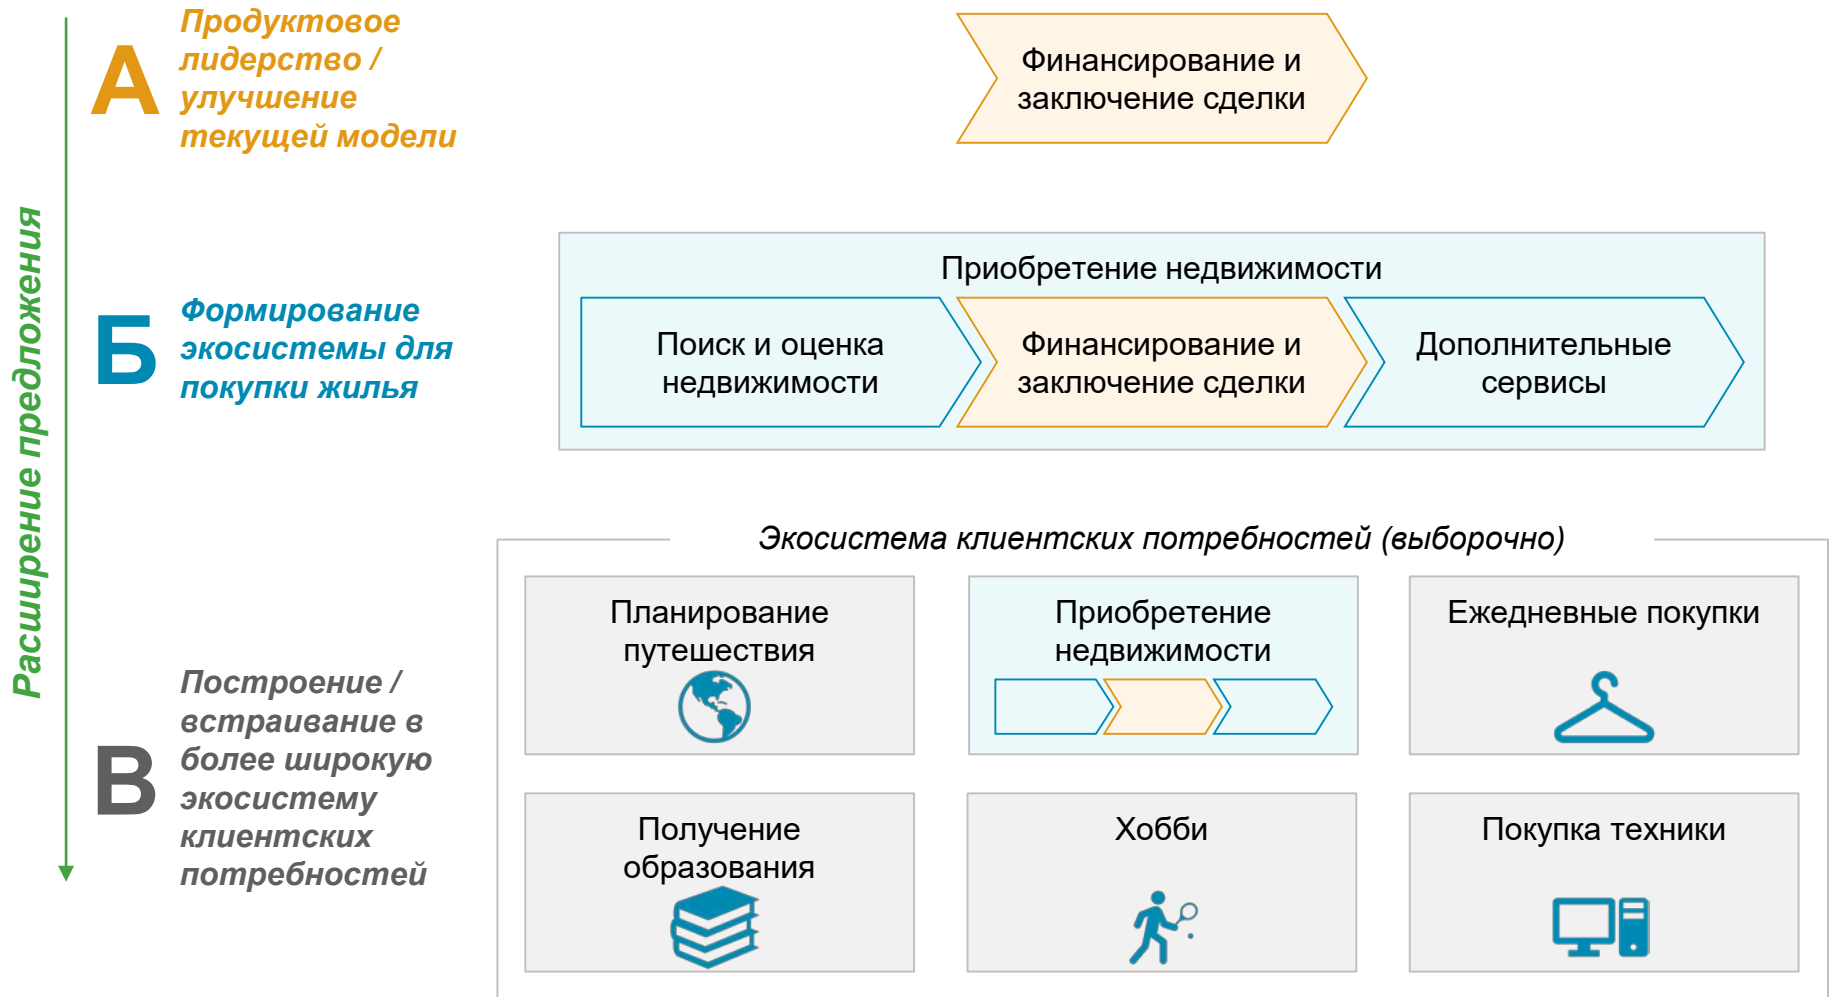 Расширение предложения
А
Продуктовое
лидерство /
улучшение
текущей модели
Финансирование и
заключение сделки
Б
Формирование
экосистемы для
покупки жилья
Приобретение недвижимости
Поиск и оценка
недвижимости
Финансирование и
заключение сделки
Дополнительные
сервисы
В
Построение /
встраивание в
более широкую
экосистему
клиентских
потребностей
Экосистема клиентских потребностей (выборочно)
Планирование
путешествия
Приобретение
недвижимости
Ежедневные покупки
Получение
образования
Хобби
Покупка техники